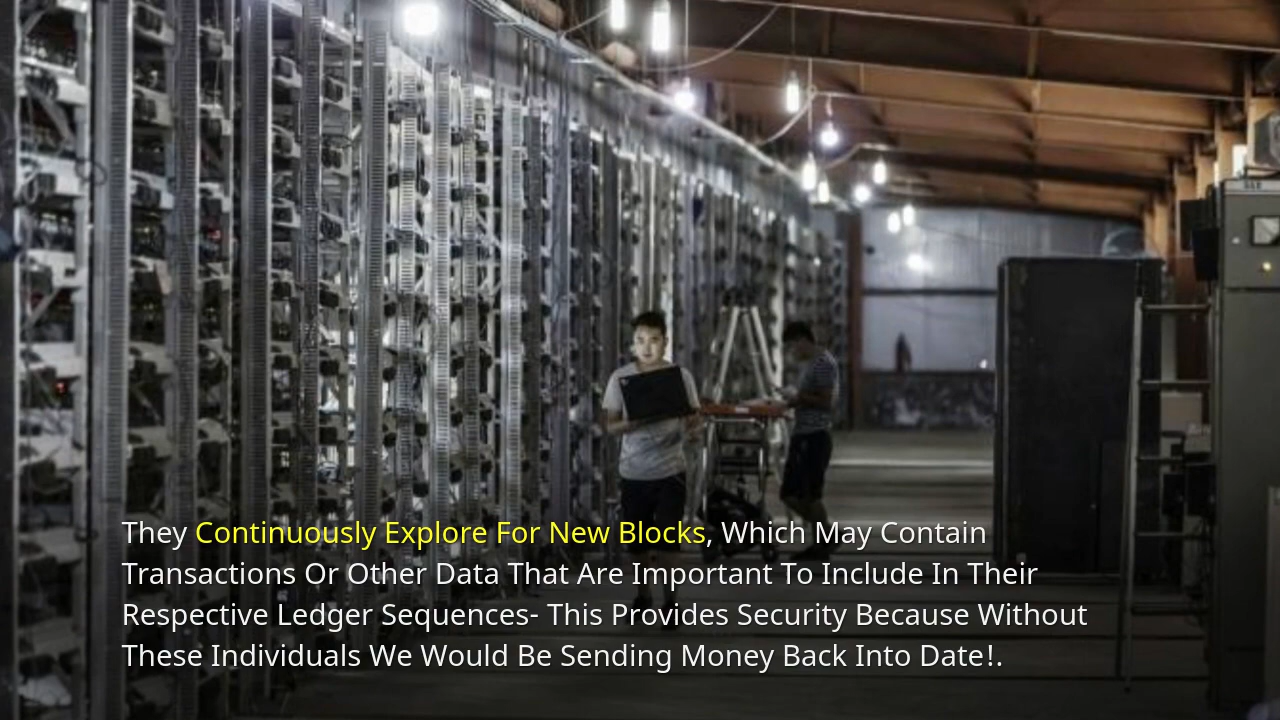 They Continuously Explore For New Blocks, Which May Contain
Transactions Or Other Data That Are Important To Include In Their
Respective Ledger Sequences- This Provides Security Because Without
These Individuals We Would Be Sending Money Back Into Date!.